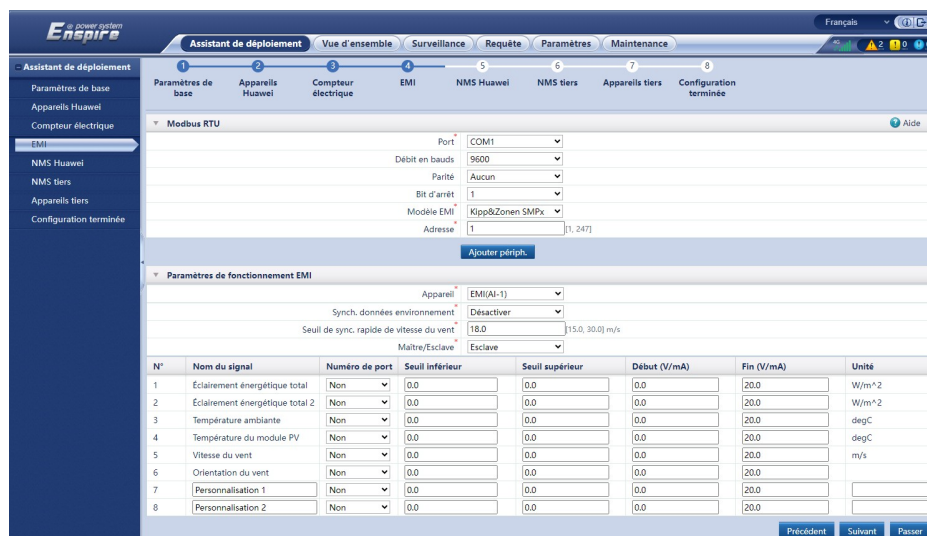 @ power system
Enspire
Français
Assistant de déploiement Vue d'ensemble Surveillance Requête Paramètres Maintenance
4G 2 0
Assistant de déploiement
Paramètres de base
Appareils Huawei
Compteur électrique
EMI
NMS Huawei
NMS tiers
Appareils tiers
Configuration terminée
1 2 3 4 5 6 7 8
Paramètres de base Appareils Huawei Compteur électrique EMI NMS Huawei NMS tiers Appareils tiers Configuration terminée
Modbus RTU Aide
Port * COM1
Débit en bauds 9600
Parité Aucun
Bit d'arrêt * 1
Modèle EMI * Kipp&Zonen SMPx
Adresse * 1 [1, 247]
Ajouter périph.
Paramètres de fonctionnement EMI
Appareil * EMI(AI-1)
Synch. données environnement * Désactiver
Seuil de sync. rapide de vitesse du vent * 18.0 [15.0, 30.0] m/s
Maître/Esclave * Esclave
N° Nom du signal Numéro de port Seuil inférieur Seuil supérieur Début (V/mA) Fin (V/mA) Unité
1 Éclairement énergétique total Non 0.0 0.0 0.0 20.0 W/m^2
2 Éclairement énergétique total 2 Non 0.0 0.0 0.0 20.0 W/m^2
3 Température ambiante Non 0.0 0.0 0.0 20.0 degC
4 Température du module PV Non 0.0 0.0 0.0 20.0 degC
5 Vitesse du vent Non 0.0 0.0 0.0 20.0 m/s
6 Orientation du vent Non 0.0 0.0 0.0 20.0
7 Personnalisation 1 Non 0.0 0.0 0.0 20.0
8 Personnalisation 2 Non 0.0 0.0 0.0 20.0
Précédent Suivant Passer